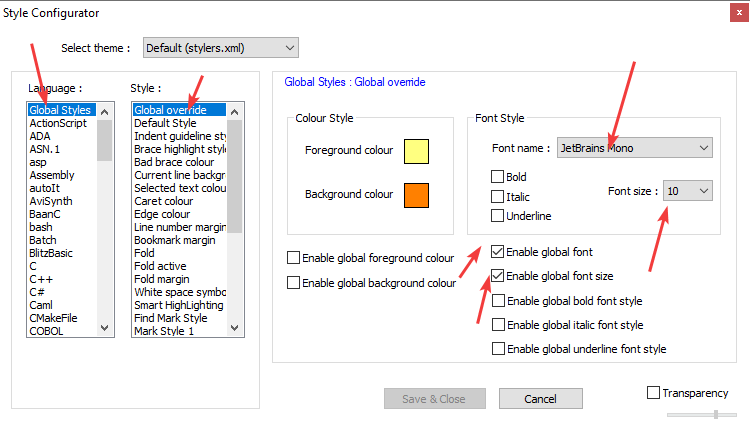 Style Configurator
x
Select theme : Default (stylers.xml)
Language :
Global Styles
ActionScript
ADA
ASN.1
asp
Assembly
autoIt
AviSynth
BaanC
bash
Batch
BlitzBasic
C
C++
C#
Caml
CMakeFile
COBOL
Style :
Global override
Default Style
Indent guideline sty
Brace highlight style
Bad brace colour
Current line backgr
Selected text colou
Caret colour
Edge colour
Line number margin
Bookmark margin
Fold
Fold active
Fold margin
White space symbo
Smart HighLighting
Find Mark Style
Mark Style 1
Global Styles : Global override
Colour Style
Foreground colour
Background colour
Font Style
Font name : JetBrains Mono
Bold
Italic
Underline
Font size : 10
Enable global foreground colour
Enable global background colour
Enable global font
Enable global font size
Enable global bold font style
Enable global italic font style
Enable global underline font style
Save & Close
Cancel
Transparency